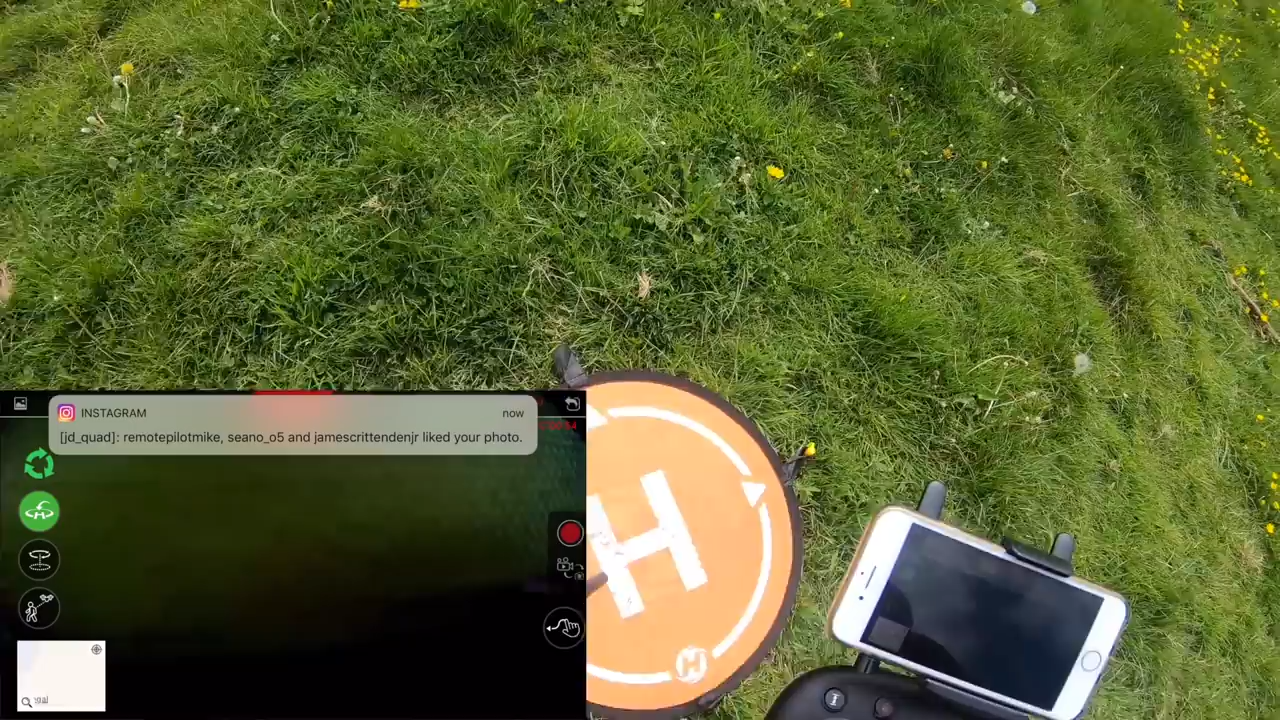 INSTAGRAM
now
[jd_quad]: remotepilotmike, seano_o5 and jamescrittendenjr liked your photo.
H
H